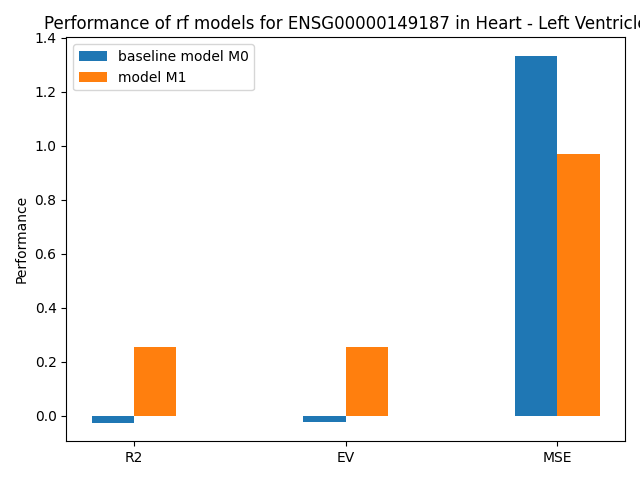 Performance of rf models for ENSG00000149187 in Heart - Left Ventricle
baseline model M0
model M1
Performance
1.4
1.2
1.0
0.8
0.6
0.4
0.2
0.0
R2 EV MSE